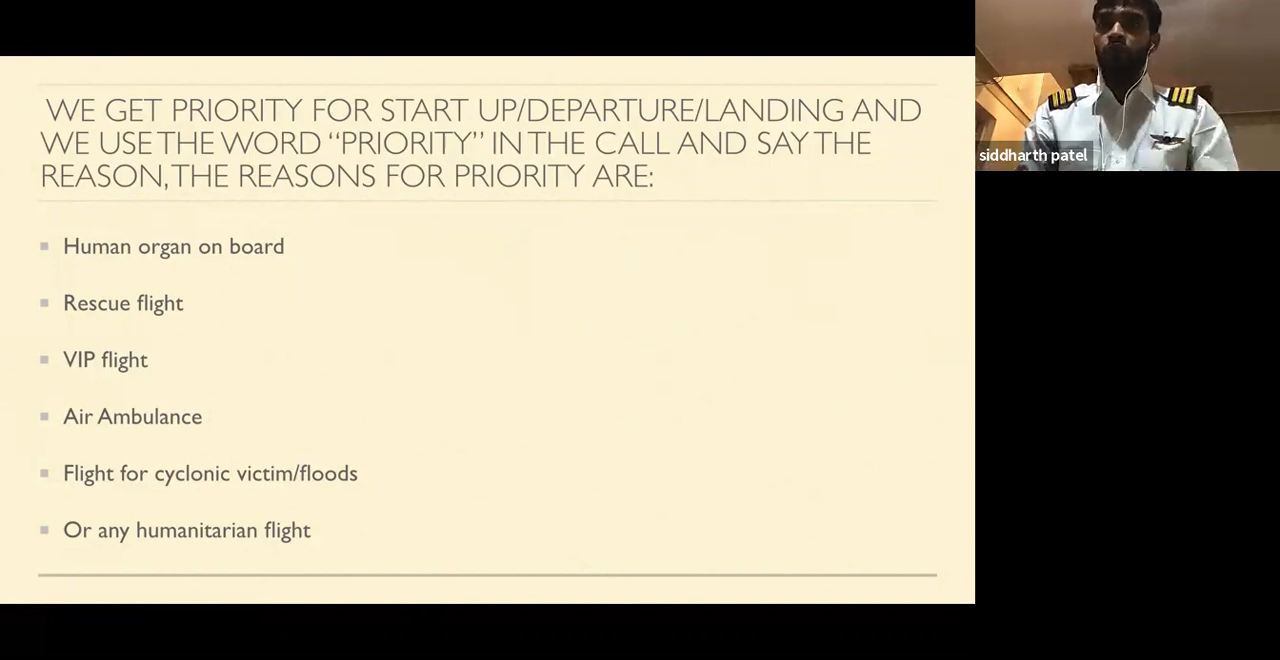 WE GET PRIORITY FOR START UP/DEPARTURE/LANDING AND
WE USE THE WORD “PRIORITY” IN THE CALL AND SAY THE
REASON, THE REASONS FOR PRIORITY ARE:
Human organ on board
Rescue flight
VIP flight
Air Ambulance
Flight for cyclonic victim/floods
Or any humanitarian flight
siddharth patel